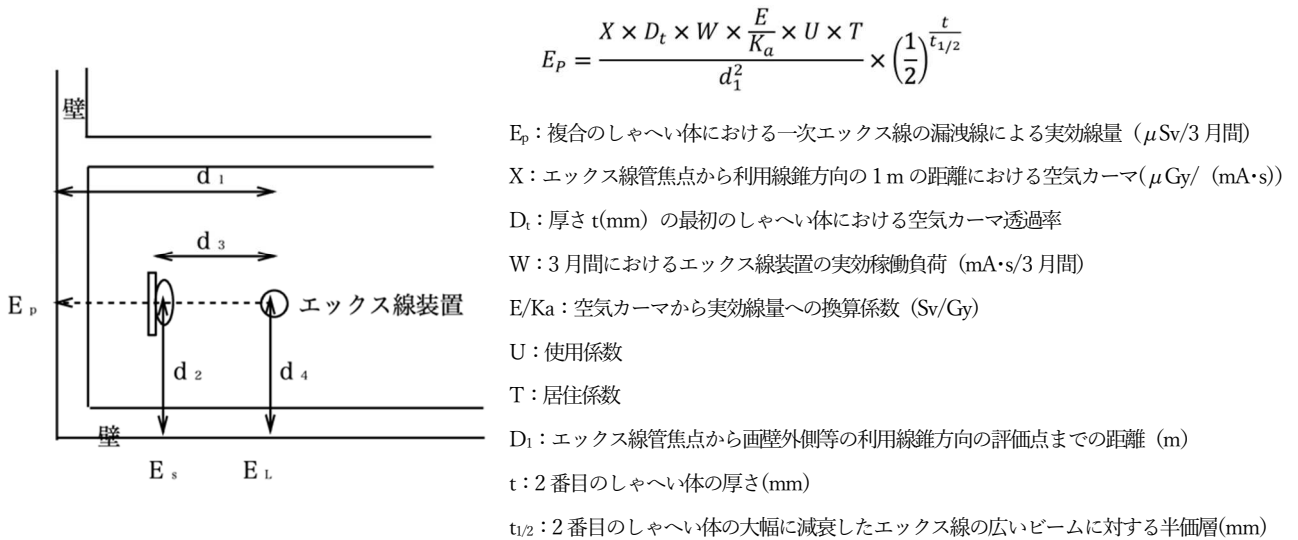 壁
d₁
d₃
Eₚ
エックス線装置
d₂
d₄
壁
Eₛ
E_L
E_P = (X × D_t × W × E/K_a × U × T) / d₁² × (1/2)^(t/t_{1/2})
Eₚ：複合のしゃへい体における一次エックス線の漏洩線による実効線量（μSv/3 月間）
X：エックス線管焦点から利用線錐方向の 1 m の距離における空気カーマ(μGy/（mA・s))
Dₜ：厚さ t(mm）の最初のしゃへい体における空気カーマ透過率
W：3 月間におけるエックス線装置の実効稼働負荷（mA・s/3 月間）
E/Ka：空気カーマから実効線量への換算係数（Sv/Gy）
U：使用係数
T：居住係数
D₁：エックス線管焦点から画壁外側等の利用線錐方向の評価点までの距離（m）
t：2 番目のしゃへい体の厚さ(mm)
t_{1/2}：2 番目のしゃへい体の大幅に減衰したエックス線の広いビームに対する半価層(mm)